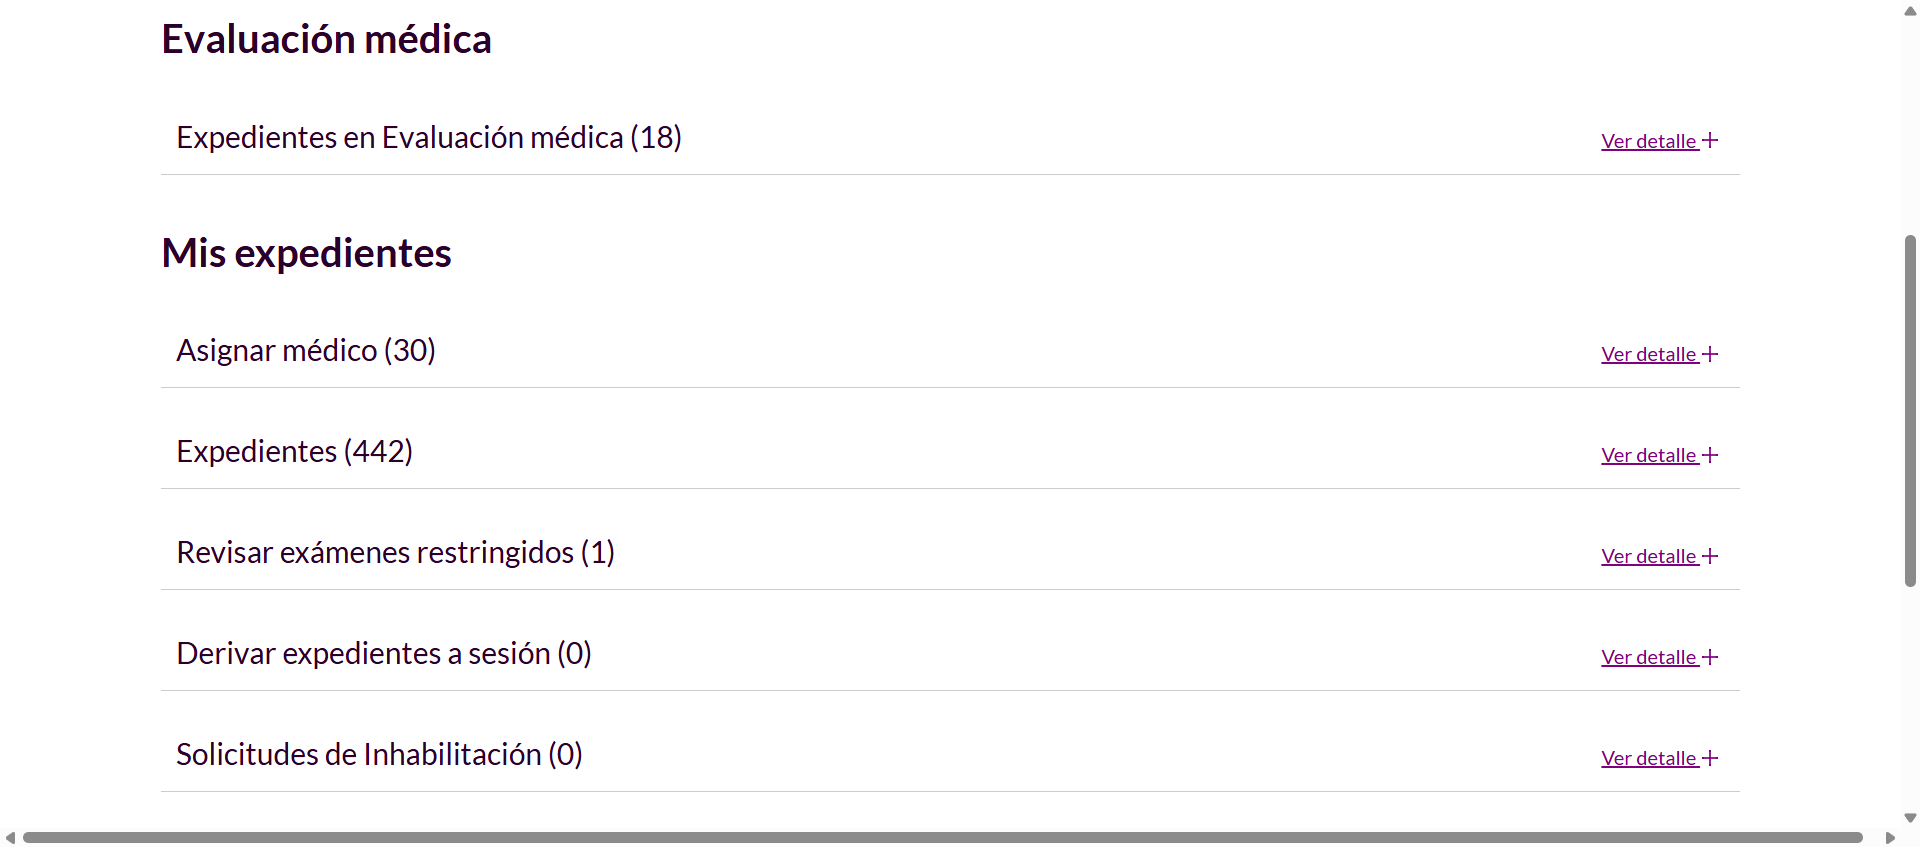 Evaluación médica
Expedientes en Evaluación médica (18)
Ver detalle
Mis expedientes
Asignar médico (30)
Ver detalle
Expedientes (442)
Ver detalle
Revisar exámenes restringidos (1)
Ver detalle
Derivar expedientes a sesión (0)
Ver detalle
Solicitudes de Inhabilitación (0)
Ver detalle